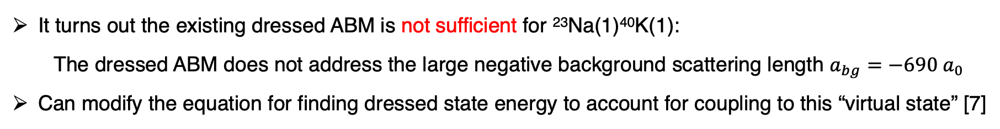 ➢ It turns out the existing dressed ABM is not sufficient for ²³Na(1)⁴⁰K(1):
The dressed ABM does not address the large negative background scattering length a_{bg} = −690 a_0
➢ Can modify the equation for finding dressed state energy to account for coupling to this “virtual state” [7]